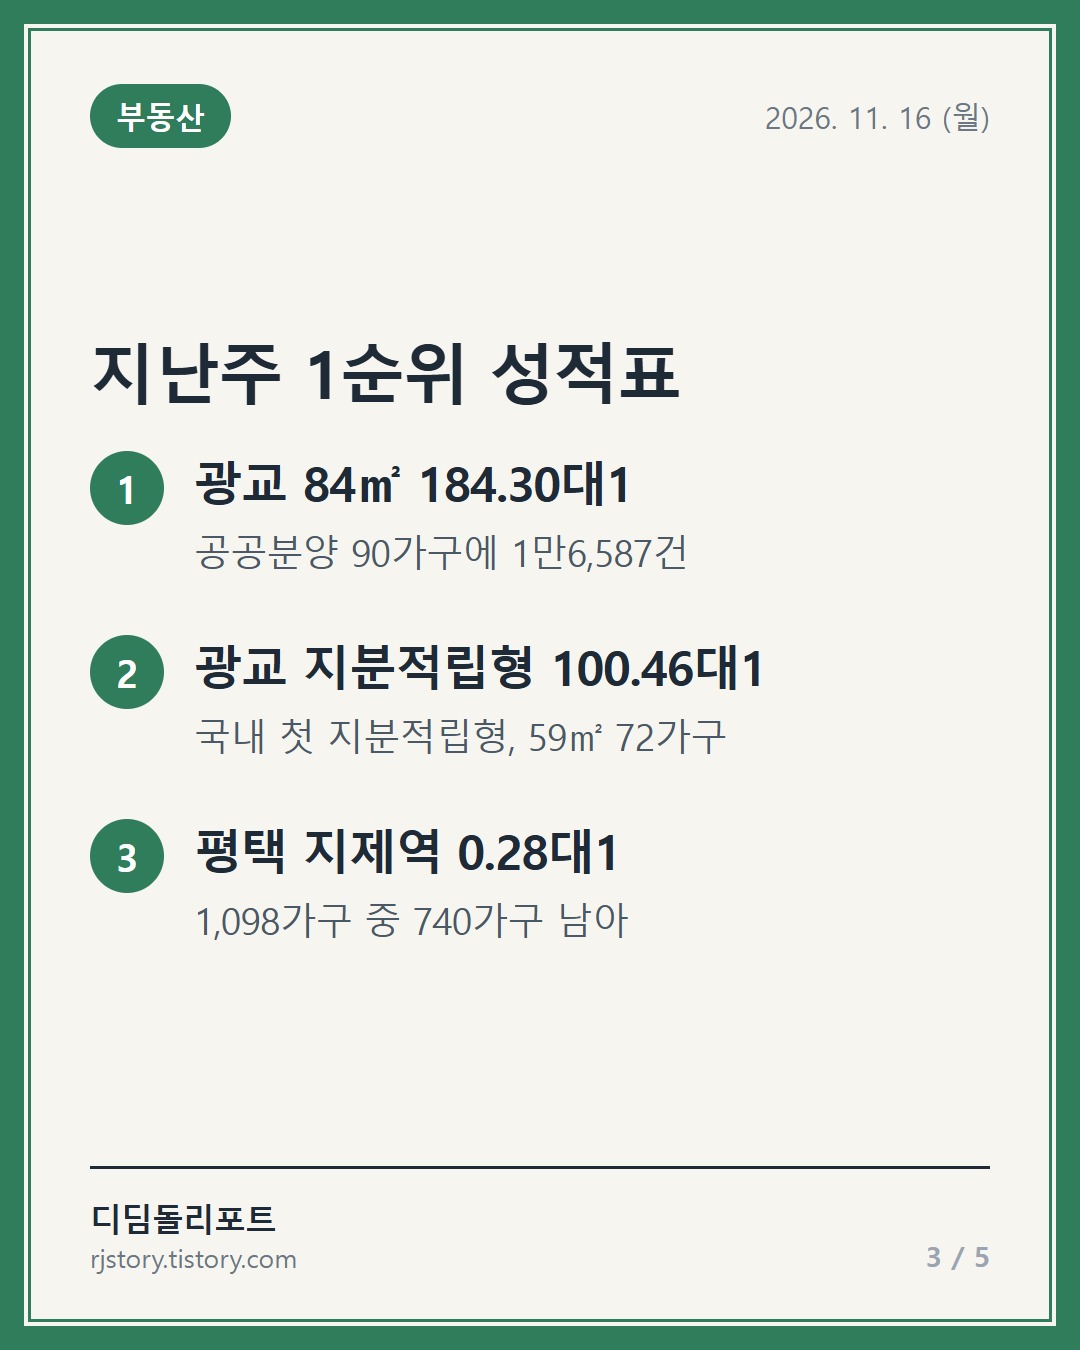 부동산
2026. 11. 16 (월)
지난주 1순위 성적표
1
광교 84㎡ 184.30대1
공공분양 90가구에 1만6,587건
2
광교 지분적립형 100.46대1
국내 첫 지분적립형, 59㎡ 72가구
3
평택 지제역 0.28대1
1,098가구 중 740가구 남아
디딤돌리포트
rjstory.tistory.com
3 / 5